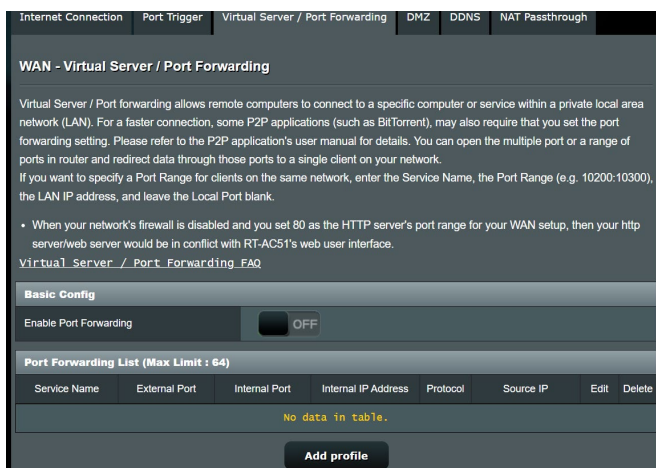 Internet Connection Port Trigger Virtual Server / Port Forwarding DMZ DDNS NAT Passthrough
WAN - Virtual Server / Port Forwarding
Virtual Server / Port forwarding allows remote computers to connect to a specific computer or service within a private local area
network (LAN). For a faster connection, some P2P applications (such as BitTorrent), may also require that you set the port
forwarding setting. Please refer to the P2P application's user manual for details. You can open the multiple port or a range of
ports in router and redirect data through those ports to a single client on your network.
If you want to specify a Port Range for clients on the same network, enter the Service Name, the Port Range (e.g. 10200:10300),
the LAN IP address, and leave the Local Port blank.
• When your network's firewall is disabled and you set 80 as the HTTP server's port range for your WAN setup, then your http
server/web server would be in conflict with RT-AC51's web user interface.
Virtual Server / Port Forwarding FAQ
Basic Config
Enable Port Forwarding OFF
Port Forwarding List (Max Limit : 64)
Service Name External Port Internal Port Internal IP Address Protocol Source IP Edit Delete
No data in table.
Add profile